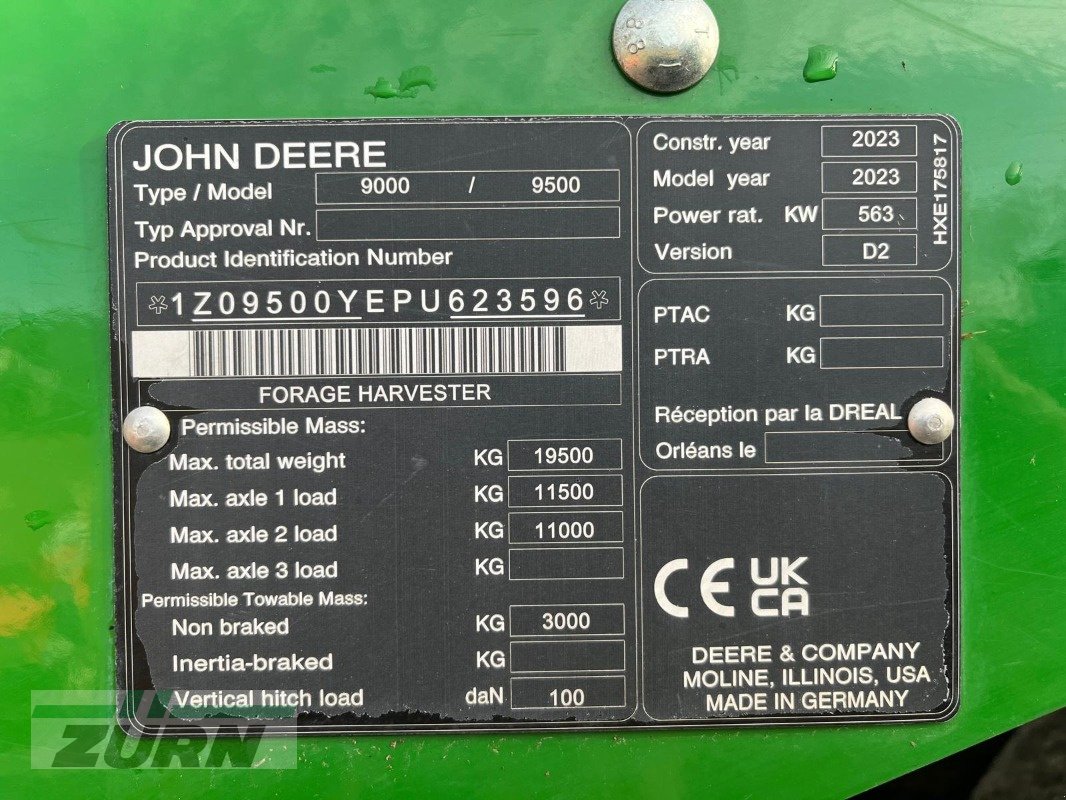 JOHN DEERE
Type / Model 9000 / 9500
Typ Approval Nr.
Product Identification Number
*1Z09500YEPU623596*
FORAGE HARVESTER
Permissible Mass:
Max. total weight KG 19500
Max. axle 1 load KG 11500
Max. axle 2 load KG 11000
Max. axle 3 load KG
Permissible Towable Mass:
Non braked KG 3000
Inertia-braked KG
Vertical hitch load daN 100
Constr. year 2023
Model year 2023
Power rat. KW 563
Version D2
HXE175817
PTAC KG
PTRA KG
Réception par la DREAL
Orléans le
CE UK
CA
DEERE & COMPANY
MOLINE, ILLINOIS, USA
MADE IN GERMANY
ZÜRN